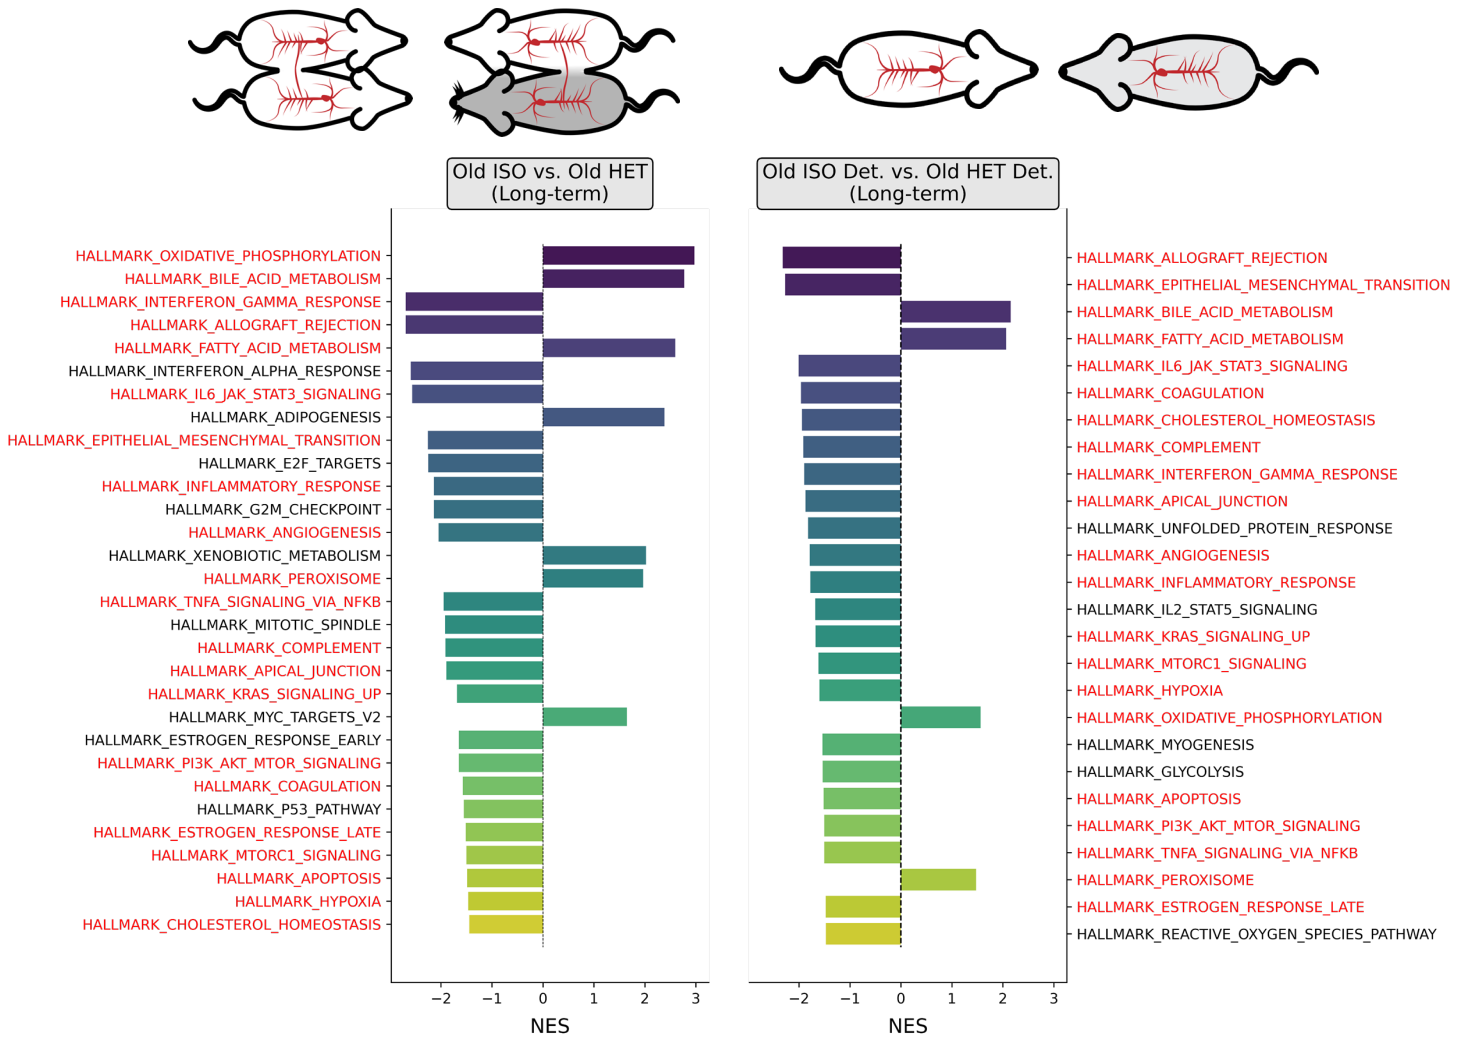 Old ISO vs. Old HET
(Long-term)
HALLMARK_OXIDATIVE_PHOSPHORYLATION
HALLMARK_BILE_ACID_METABOLISM
HALLMARK_INTERFERON_GAMMA_RESPONSE
HALLMARK_ALLOGRAFT_REJECTION
HALLMARK_FATTY_ACID_METABOLISM
HALLMARK_INTERFERON_ALPHA_RESPONSE
HALLMARK_IL6_JAK_STAT3_SIGNALING
HALLMARK_ADIPOGENESIS
HALLMARK_EPITHELIAL_MESENCHYMAL_TRANSITION
HALLMARK_E2F_TARGETS
HALLMARK_INFLAMMATORY_RESPONSE
HALLMARK_G2M_CHECKPOINT
HALLMARK_ANGIOGENESIS
HALLMARK_XENOBIOTIC_METABOLISM
HALLMARK_PEROXISOME
HALLMARK_TNFA_SIGNALING_VIA_NFKB
HALLMARK_MITOTIC_SPINDLE
HALLMARK_COMPLEMENT
HALLMARK_APICAL_JUNCTION
HALLMARK_KRAS_SIGNALING_UP
HALLMARK_MYC_TARGETS_V2
HALLMARK_ESTROGEN_RESPONSE_EARLY
HALLMARK_PI3K_AKT_MTOR_SIGNALING
HALLMARK_COAGULATION
HALLMARK_P53_PATHWAY
HALLMARK_ESTROGEN_RESPONSE_LATE
HALLMARK_MTORC1_SIGNALING
HALLMARK_APOPTOSIS
HALLMARK_HYPOXIA
HALLMARK_CHOLESTEROL_HOMEOSTASIS
−2 −1 0 1 2 3
NES
Old ISO Det. vs. Old HET Det.
(Long-term)
HALLMARK_ALLOGRAFT_REJECTION
HALLMARK_EPITHELIAL_MESENCHYMAL_TRANSITION
HALLMARK_BILE_ACID_METABOLISM
HALLMARK_FATTY_ACID_METABOLISM
HALLMARK_IL6_JAK_STAT3_SIGNALING
HALLMARK_COAGULATION
HALLMARK_CHOLESTEROL_HOMEOSTASIS
HALLMARK_COMPLEMENT
HALLMARK_INTERFERON_GAMMA_RESPONSE
HALLMARK_APICAL_JUNCTION
HALLMARK_UNFOLDED_PROTEIN_RESPONSE
HALLMARK_ANGIOGENESIS
HALLMARK_INFLAMMATORY_RESPONSE
HALLMARK_IL2_STAT5_SIGNALING
HALLMARK_KRAS_SIGNALING_UP
HALLMARK_MTORC1_SIGNALING
HALLMARK_HYPOXIA
HALLMARK_OXIDATIVE_PHOSPHORYLATION
HALLMARK_MYOGENESIS
HALLMARK_GLYCOLYSIS
HALLMARK_APOPTOSIS
HALLMARK_PI3K_AKT_MTOR_SIGNALING
HALLMARK_TNFA_SIGNALING_VIA_NFKB
HALLMARK_PEROXISOME
HALLMARK_ESTROGEN_RESPONSE_LATE
HALLMARK_REACTIVE_OXYGEN_SPECIES_PATHWAY
−2 −1 0 1 2 3
NES